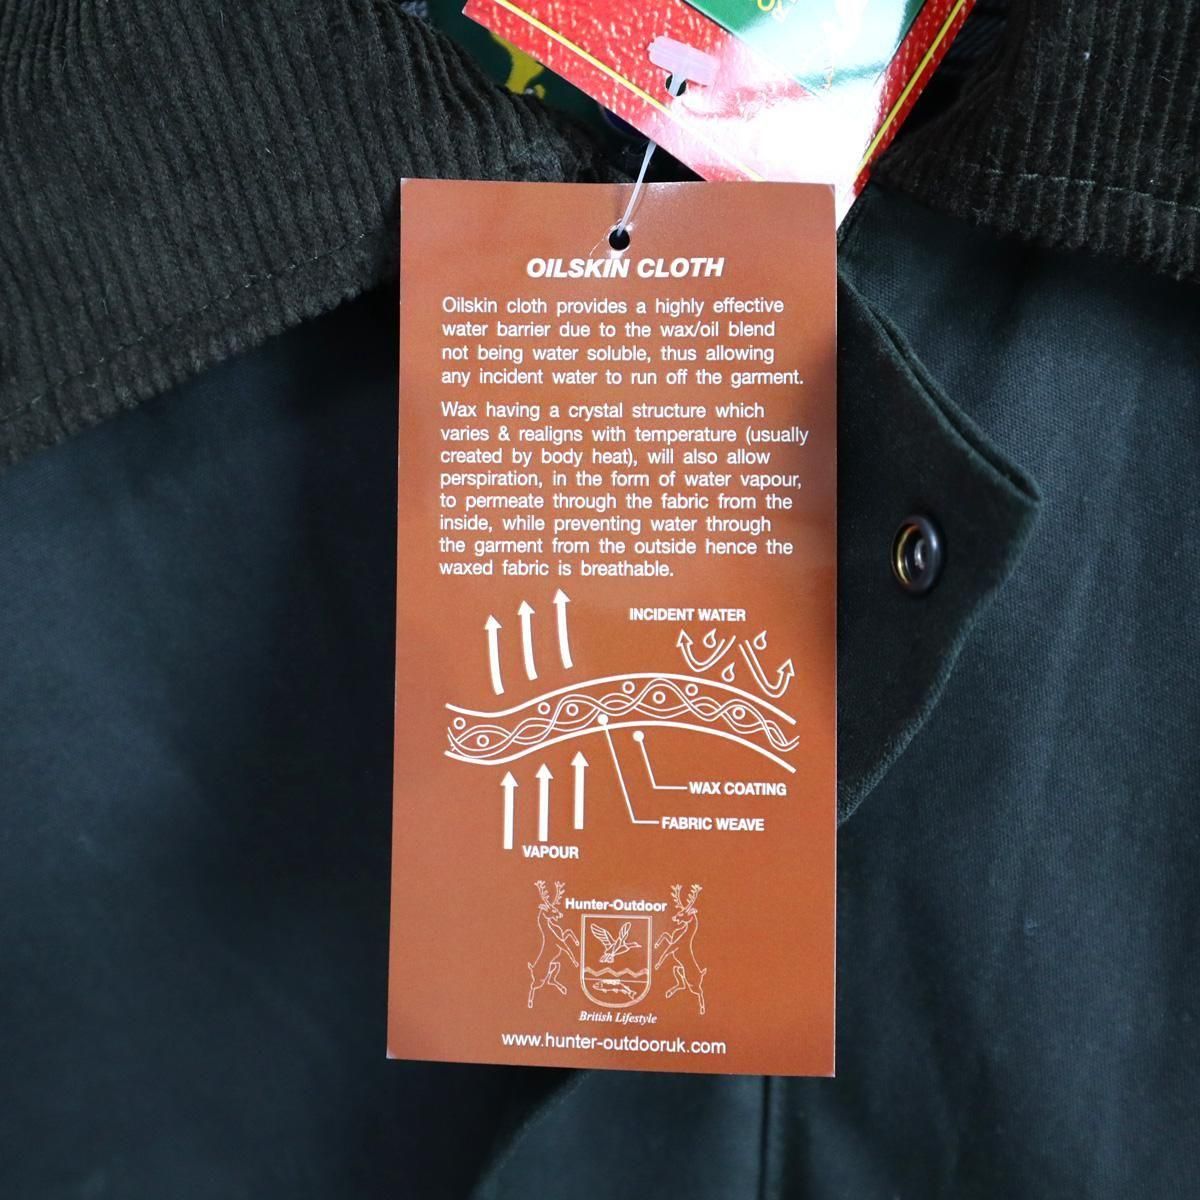 OILSKIN CLOTH
Oilskin cloth provides a highly effective
water barrier due to the wax/oil blend
not being water soluble, thus allowing
any incident water to run off the garment.
Wax having a crystal structure which
varies & realigns with temperature (usually
created by body heat), will also allow
perspiration, in the form of water vapour,
to permeate through the fabric from the
inside, while preventing water through
the garment from the outside hence the
waxed fabric is breathable.
INCIDENT WATER
WAX COATING
FABRIC WEAVE
VAPOUR
Hunter-Outdoor
British Lifestyle
www.hunter-outdooruk.com